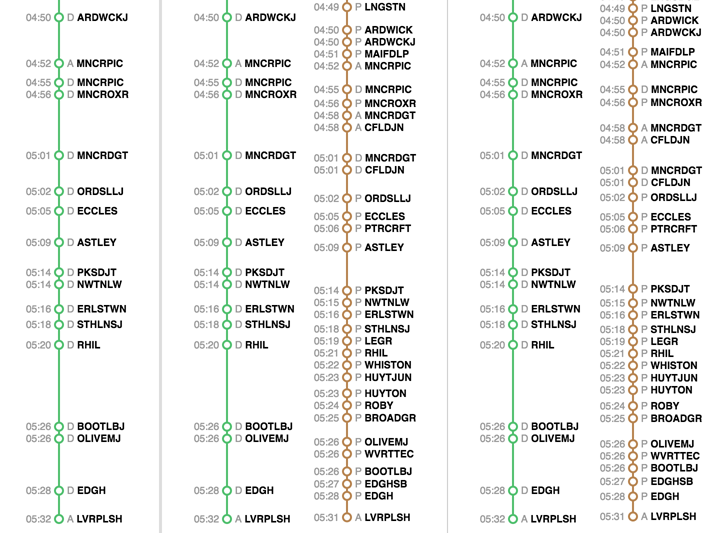 04:50 D ARDWCKJ
04:52 A MNCRPIC
04:55 D MNCRPIC
04:56 D MNCROXR
05:01 D MNCRDGT
05:02 D ORDSLLJ
05:05 D ECCLES
05:09 D ASTLEY
05:14 D PKSDJT
05:14 D NWTNLW
05:16 D ERLSTWN
05:18 D STHLNSJ
05:20 D RHIL
05:26 D BOOTLBJ
05:26 D OLIVEMJ
05:28 D EDGH
05:32 A LVRPLSH
04:50 D ARDWCKJ
04:52 A MNCRPIC
04:55 D MNCRPIC
04:56 D MNCROXR
05:01 D MNCRDGT
05:02 D ORDSLLJ
05:05 D ECCLES
05:09 D ASTLEY
05:14 D PKSDJT
05:14 D NWTNLW
05:16 D ERLSTWN
05:18 D STHLNSJ
05:20 D RHIL
05:26 D BOOTLBJ
05:26 D OLIVEMJ
05:28 D EDGH
05:32 A LVRPLSH
04:49 P LNGSTN
04:50 P ARDWICK
04:50 P ARDWCKJ
04:51 P MAIFDLP
04:52 A MNCRPIC
04:55 D MNCRPIC
04:56 P MNCROXR
04:58 A MNCRDGT
04:58 A CFLDJN
05:01 D MNCRDGT
05:01 D CFLDJN
05:02 P ORDSLLJ
05:05 P ECCLES
05:06 P PTRCRFT
05:09 P ASTLEY
05:14 P PKSDJT
05:15 P NWTNLW
05:16 P ERLSTWN
05:18 P STHLNSJ
05:19 P LEGR
05:21 P RHIL
05:22 P WHISTON
05:23 P HUYTJUN
05:23 P HUYTON
05:24 P ROBY
05:25 P BROADGR
05:26 P OLIVEMJ
05:26 P WVRTTEC
05:26 P BOOTLBJ
05:27 P EDGHSB
05:28 P EDGH
05:31 A LVRPLSH
04:50 D ARDWCKJ
04:52 A MNCRPIC
04:55 D MNCRPIC
04:56 D MNCROXR
05:01 D MNCRDGT
05:02 D ORDSLLJ
05:05 D ECCLES
05:09 D ASTLEY
05:14 D PKSDJT
05:14 D NWTNLW
05:16 D ERLSTWN
05:18 D STHLNSJ
05:20 D RHIL
05:26 D BOOTLBJ
05:26 D OLIVEMJ
05:28 D EDGH
05:32 A LVRPLSH
04:49 P LNGSTN
04:50 P ARDWICK
04:50 P ARDWCKJ
04:51 P MAIFDLP
04:52 A MNCRPIC
04:55 D MNCRPIC
04:56 P MNCROXR
04:58 A MNCRDGT
04:58 A CFLDJN
05:01 D MNCRDGT
05:01 D CFLDJN
05:02 P ORDSLLJ
05:05 P ECCLES
05:06 P PTRCRFT
05:09 P ASTLEY
05:14 P PKSDJT
05:15 P NWTNLW
05:16 P ERLSTWN
05:18 P STHLNSJ
05:19 P LEGR
05:21 P RHIL
05:22 P WHISTON
05:23 P HUYTJUN
05:23 P HUYTON
05:24 P ROBY
05:25 P BROADGR
05:26 P OLIVEMJ
05:26 P WVRTTEC
05:26 P BOOTLBJ
05:27 P EDGHSB
05:28 P EDGH
05:31 A LVRPLSH